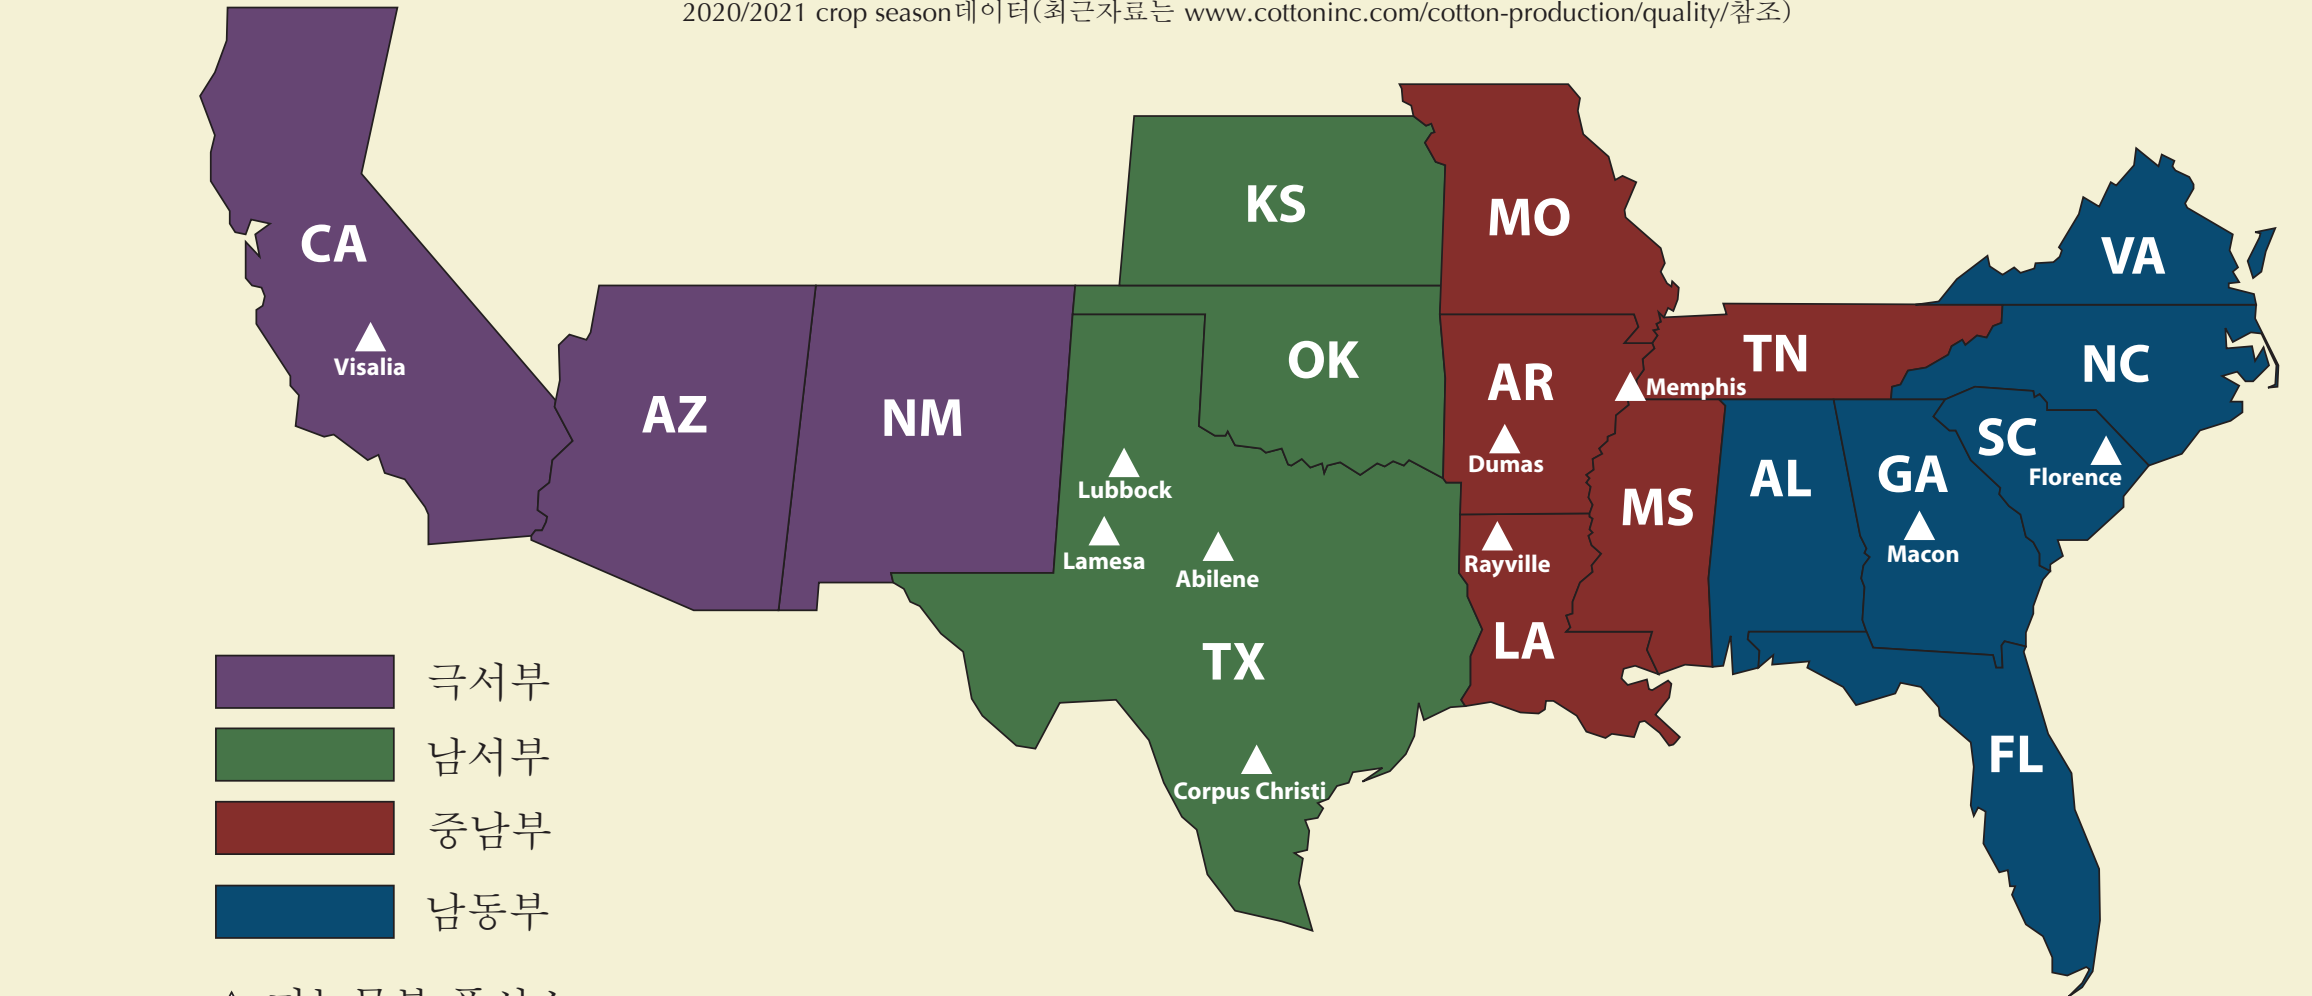 2020/2021 crop season데이터(최근자료는 www.cottoninc.com/cotton-production/quality/참조)
KS
MO
CA
VA
Visalia
TN
OK
NC
AR
Memphis
AZ
NM
SC
Dumas
Florence
Lubbock
MS
AL
GA
Lamesa
Abilene
Rayville
Macon
TX
LA
FL
Corpus Christi
극서부
남서부
중남부
남동부